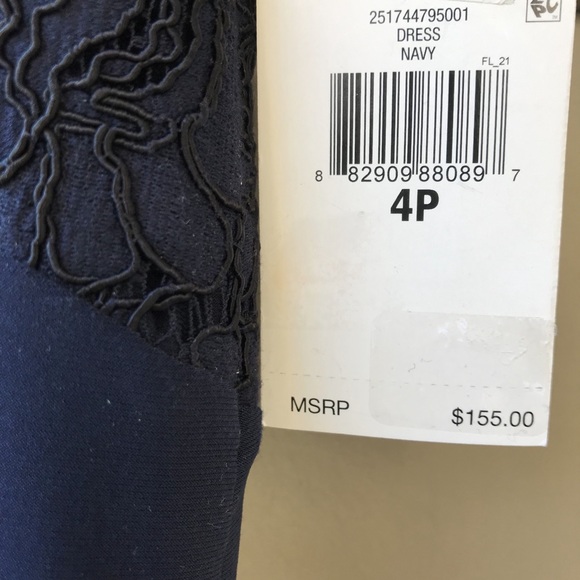 251744795001
DRESS
NAVY
FL_21
8 82909 88089 7
4P
MSRP $155.00